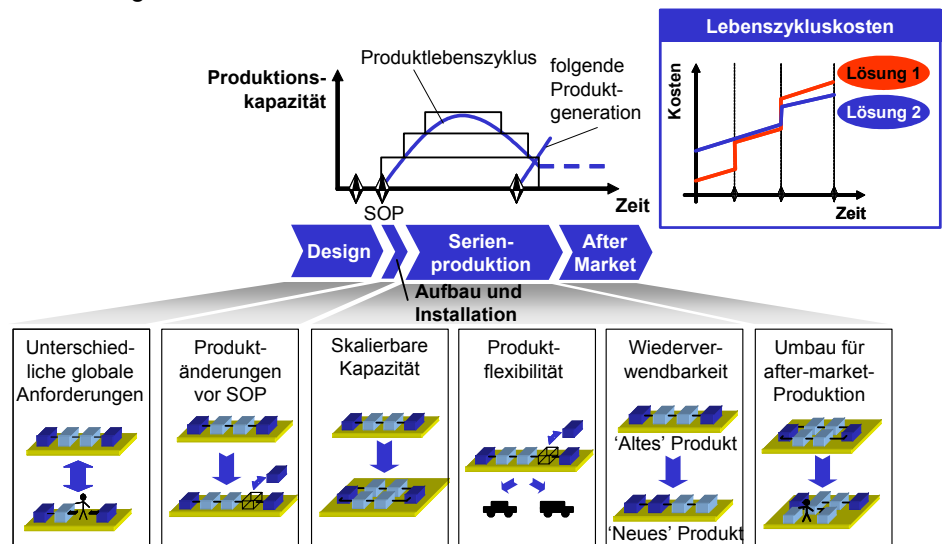 Lebenszykluskosten
Kosten
Lösung 1
Lösung 2
Zeit
Produktions-
kapazität
Produktlebenszyklus
folgende
Produkt-
generation
SOP
Zeit
Design
Serien-
produktion
After
Market
Aufbau und
Installation
Unterschied-
liche globale
Anforderungen
Produkt-
änderungen
vor SOP
Skalierbare
Kapazität
Produkt-
flexibilität
Wiederver-
wendbarkeit
'Altes' Produkt
'Neues' Produkt
Umbau für
after-market-
Produktion